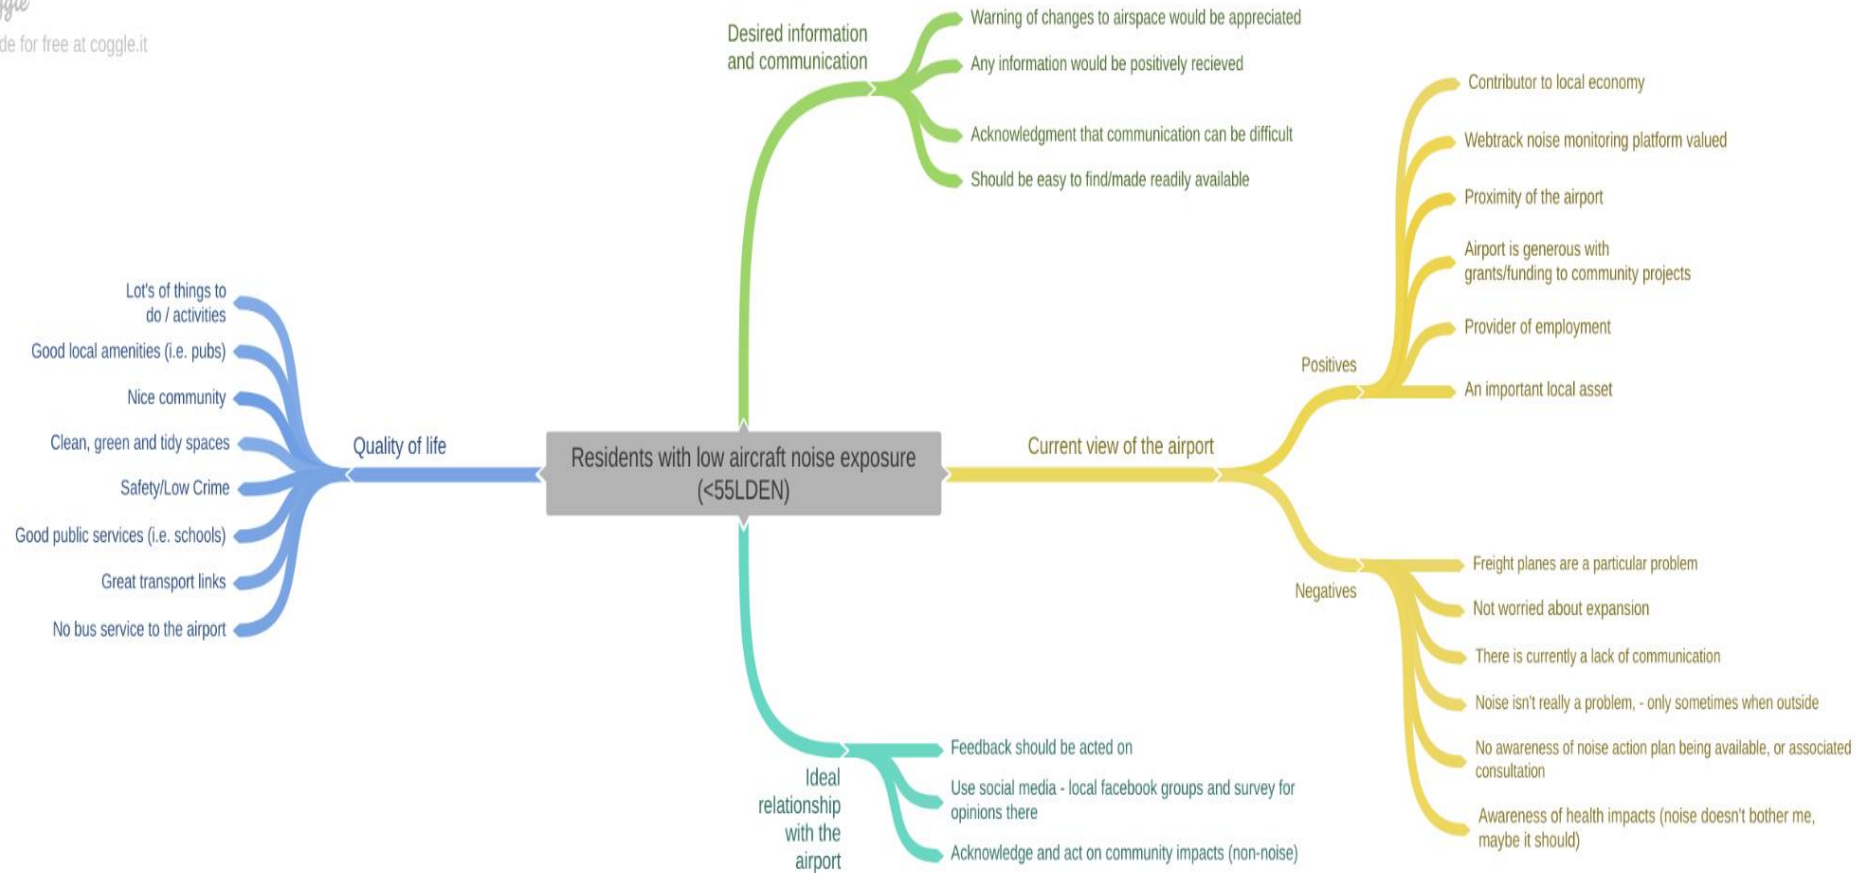 de for free at coggle.it
Desired information
and communication
Warning of changes to airspace would be appreciated
Any information would be positively recieved
Acknowledgment that communication can be difficult
Should be easy to find/made readily available
Lot's of things to
do / activities
Good local amenities (i.e. pubs)
Nice community
Clean, green and tidy spaces
Safety/Low Crime
Good public services (i.e. schools)
Great transport links
No bus service to the airport
Quality of life
Residents with low aircraft noise exposure
(<55LDEN)
Current view of the airport
Positives
Contributor to local economy
Webtrack noise monitoring platform valued
Proximity of the airport
Airport is generous with
grants/funding to community projects
Provider of employment
An important local asset
Negatives
Freight planes are a particular problem
Not worried about expansion
There is currently a lack of communication
Noise isn't really a problem, - only sometimes when outside
No awareness of noise action plan being available, or associated
consultation
Awareness of health impacts (noise doesn't bother me,
maybe it should)
Ideal
relationship
with the
airport
Feedback should be acted on
Use social media - local facebook groups and survey for
opinions there
Acknowledge and act on community impacts (non-noise)